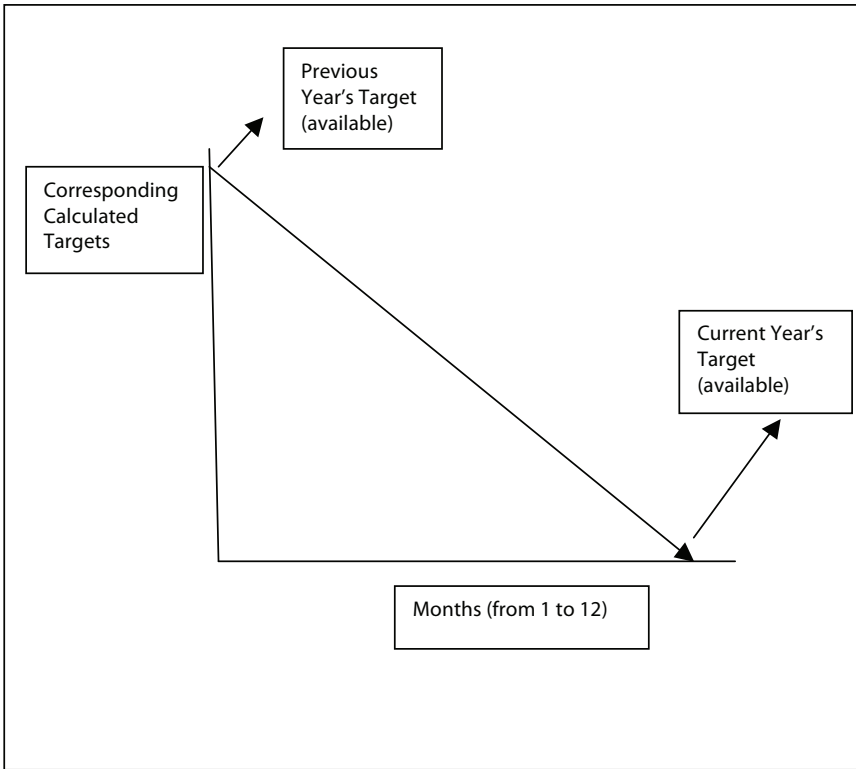 Previous
Year's Target
(available)
Corresponding
Calculated
Targets
Current Year's
Target
(available)
Months (from 1 to 12)